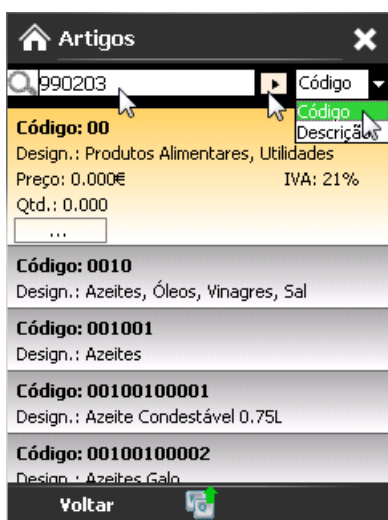 Artigos
990203 Código
Código
Descrição
Código: 00
Design.: Produtos Alimentares, Utilidades
Preço: 0.000€ IVA: 21%
Qtd.: 0.000
...
Código: 0010
Design.: Azeites, Óleos, Vinagres, Sal
Código: 001001
Design.: Azeites
Código: 00100100001
Design.: Azeite Condestável 0.75L
Código: 00100100002
Design.: Azeites Galo
Voltar